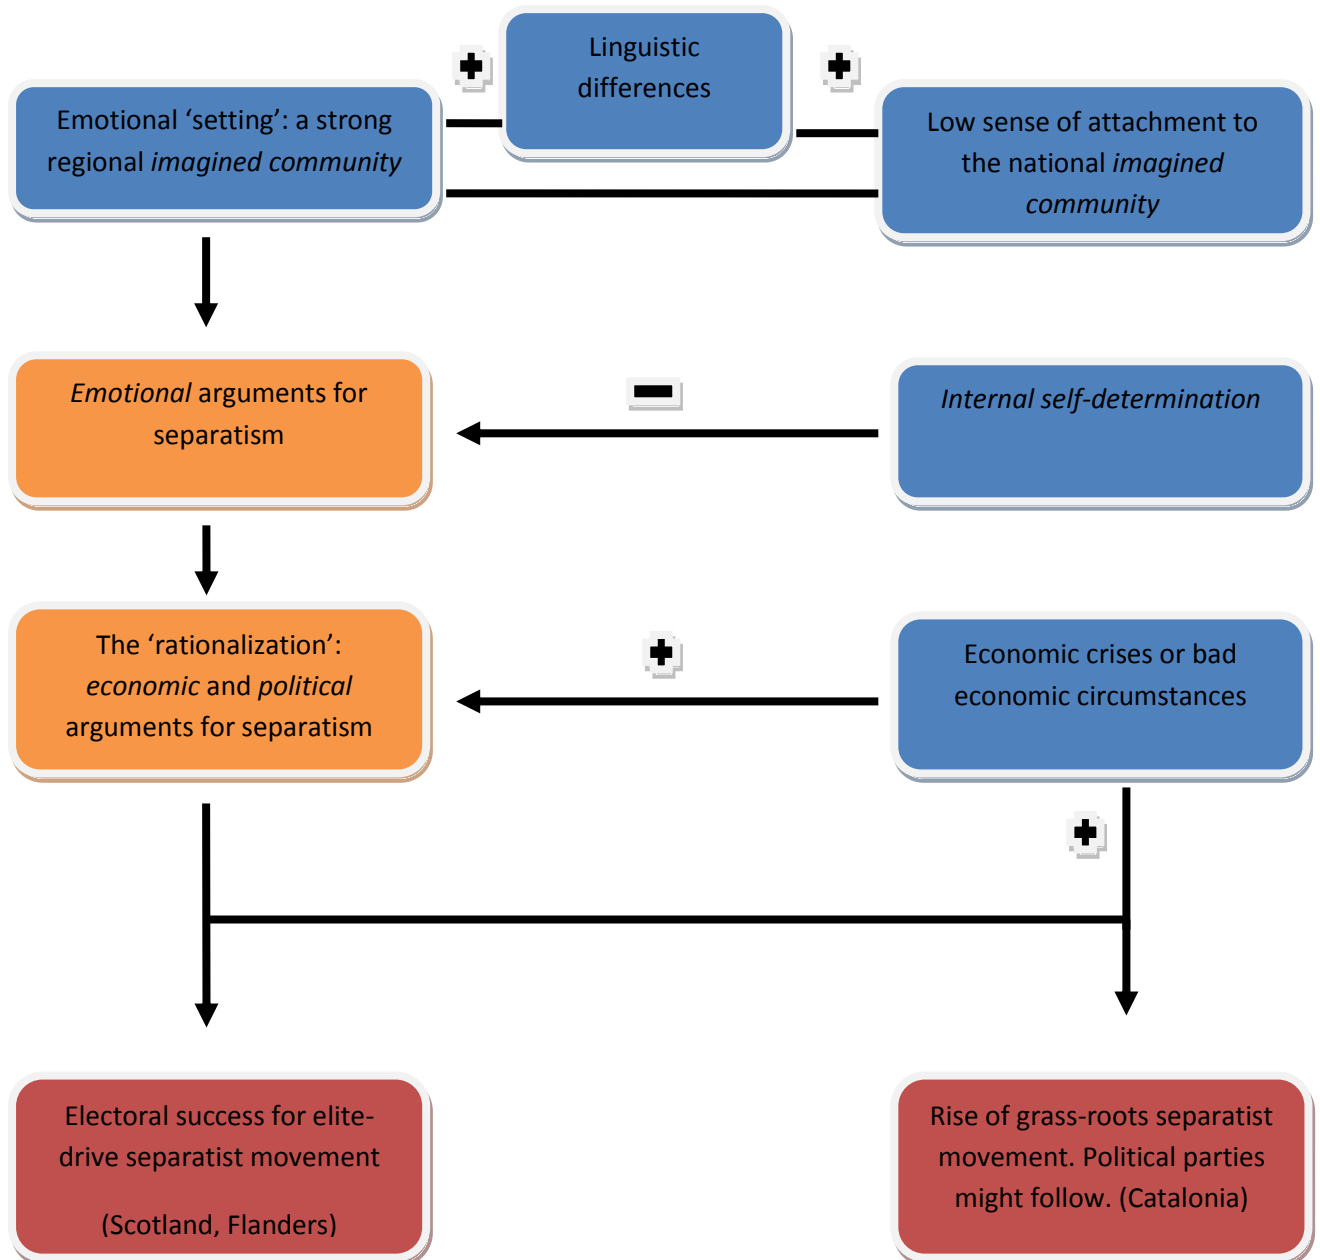 Linguistic
differences
Emotional ‘setting’: a strong
regional imagined community
Low sense of attachment to
the national imagined
community
Emotional arguments for
separatism
Internal self-determination
The ‘rationalization’:
economic and political
arguments for separatism
Economic crises or bad
economic circumstances
Electoral success for elite-
drive separatist movement
(Scotland, Flanders)
Rise of grass-roots separatist
movement. Political parties
might follow. (Catalonia)